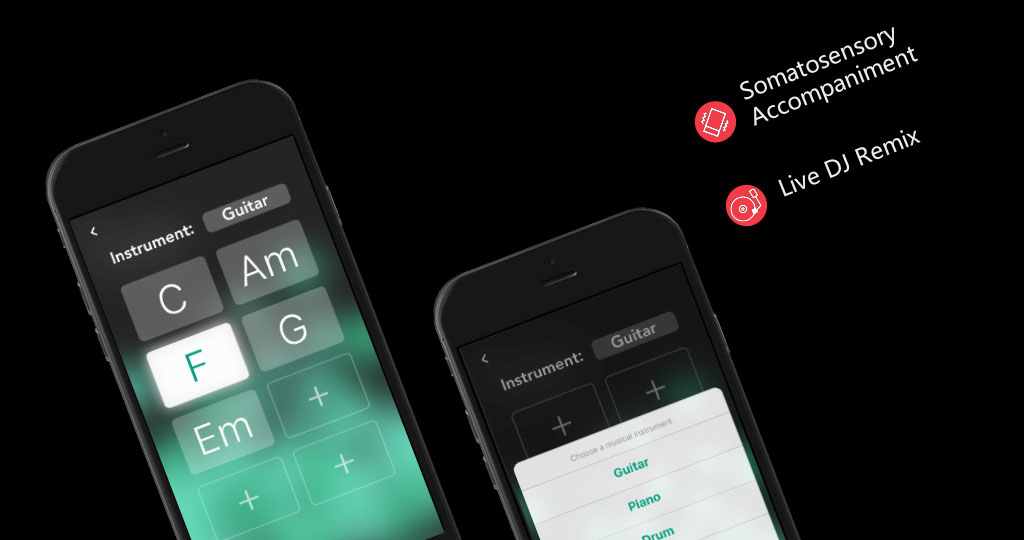 Somatosensory
Accompaniment
Live DJ Remix
Instrument: Guitar
C Am
F G
Em +
+ +
Instrument: Guitar
+ +
Choose a musical instrument
Guitar
Piano
Drum